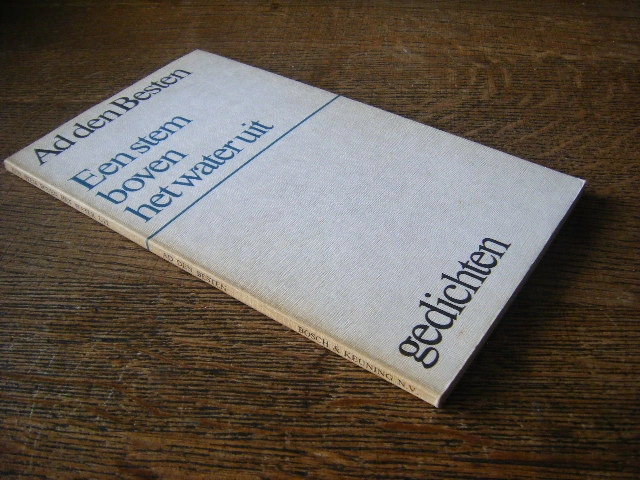 Ad den Besten
Een stem
boven
het water uit
gedichten
AD DEN BESTEN
BOSCH & KEUNING N.V.